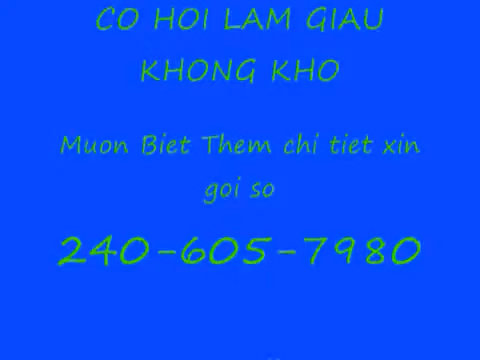 CO HOI LAM GIAU
KHONG KHO
Muon Biet Them chi tiet xin
goi so
240-605-7980